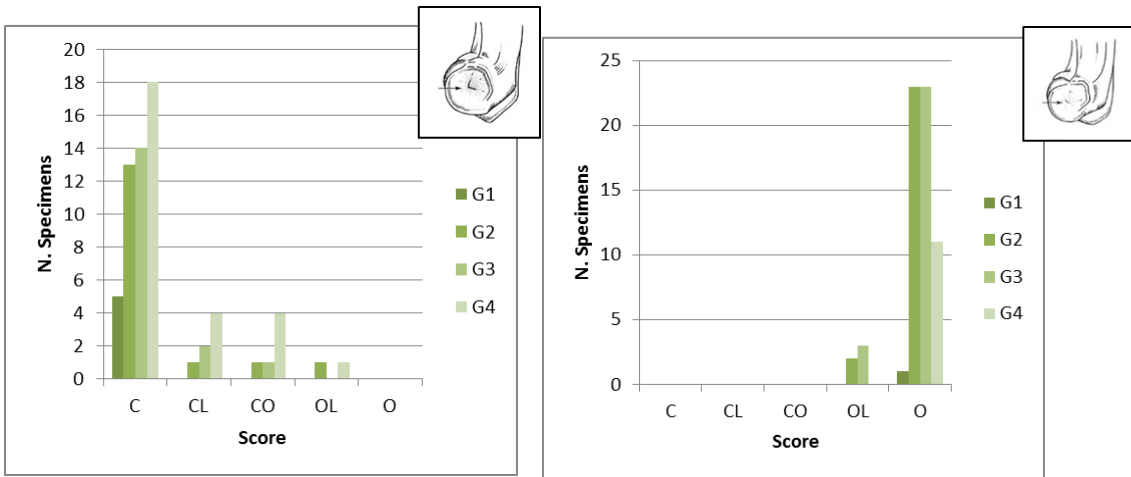 20
18
16
14
12
10
8
6
4
2
0
N. Specimens
C CL CO OL O
Score
G1
G2
G3
G4
25
20
15
10
5
0
N. Specimens
C CL CO OL O
Score
G1
G2
G3
G4